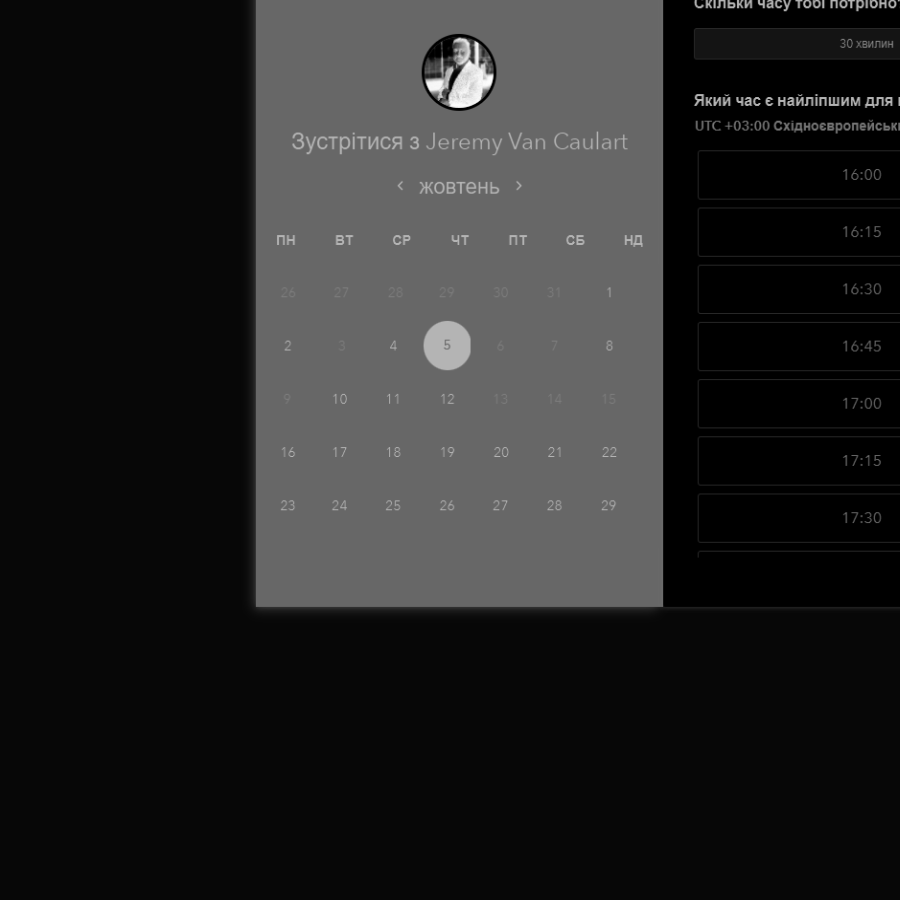 Зустрітися з Jeremy Van Caulart
‹ жовтень ›
ПН ВТ СР ЧТ ПТ СБ НД
26 27 28 29 30 31 1
2 3 4 5 6 7 8
9 10 11 12 13 14 15
16 17 18 19 20 21 22
23 24 25 26 27 28 29
Скільки часу тобі потрібно
30 хвилин
Який час є найліпшим для
UTC +03:00 Східноєвропейськ
16:00
16:15
16:30
16:45
17:00
17:15
17:30